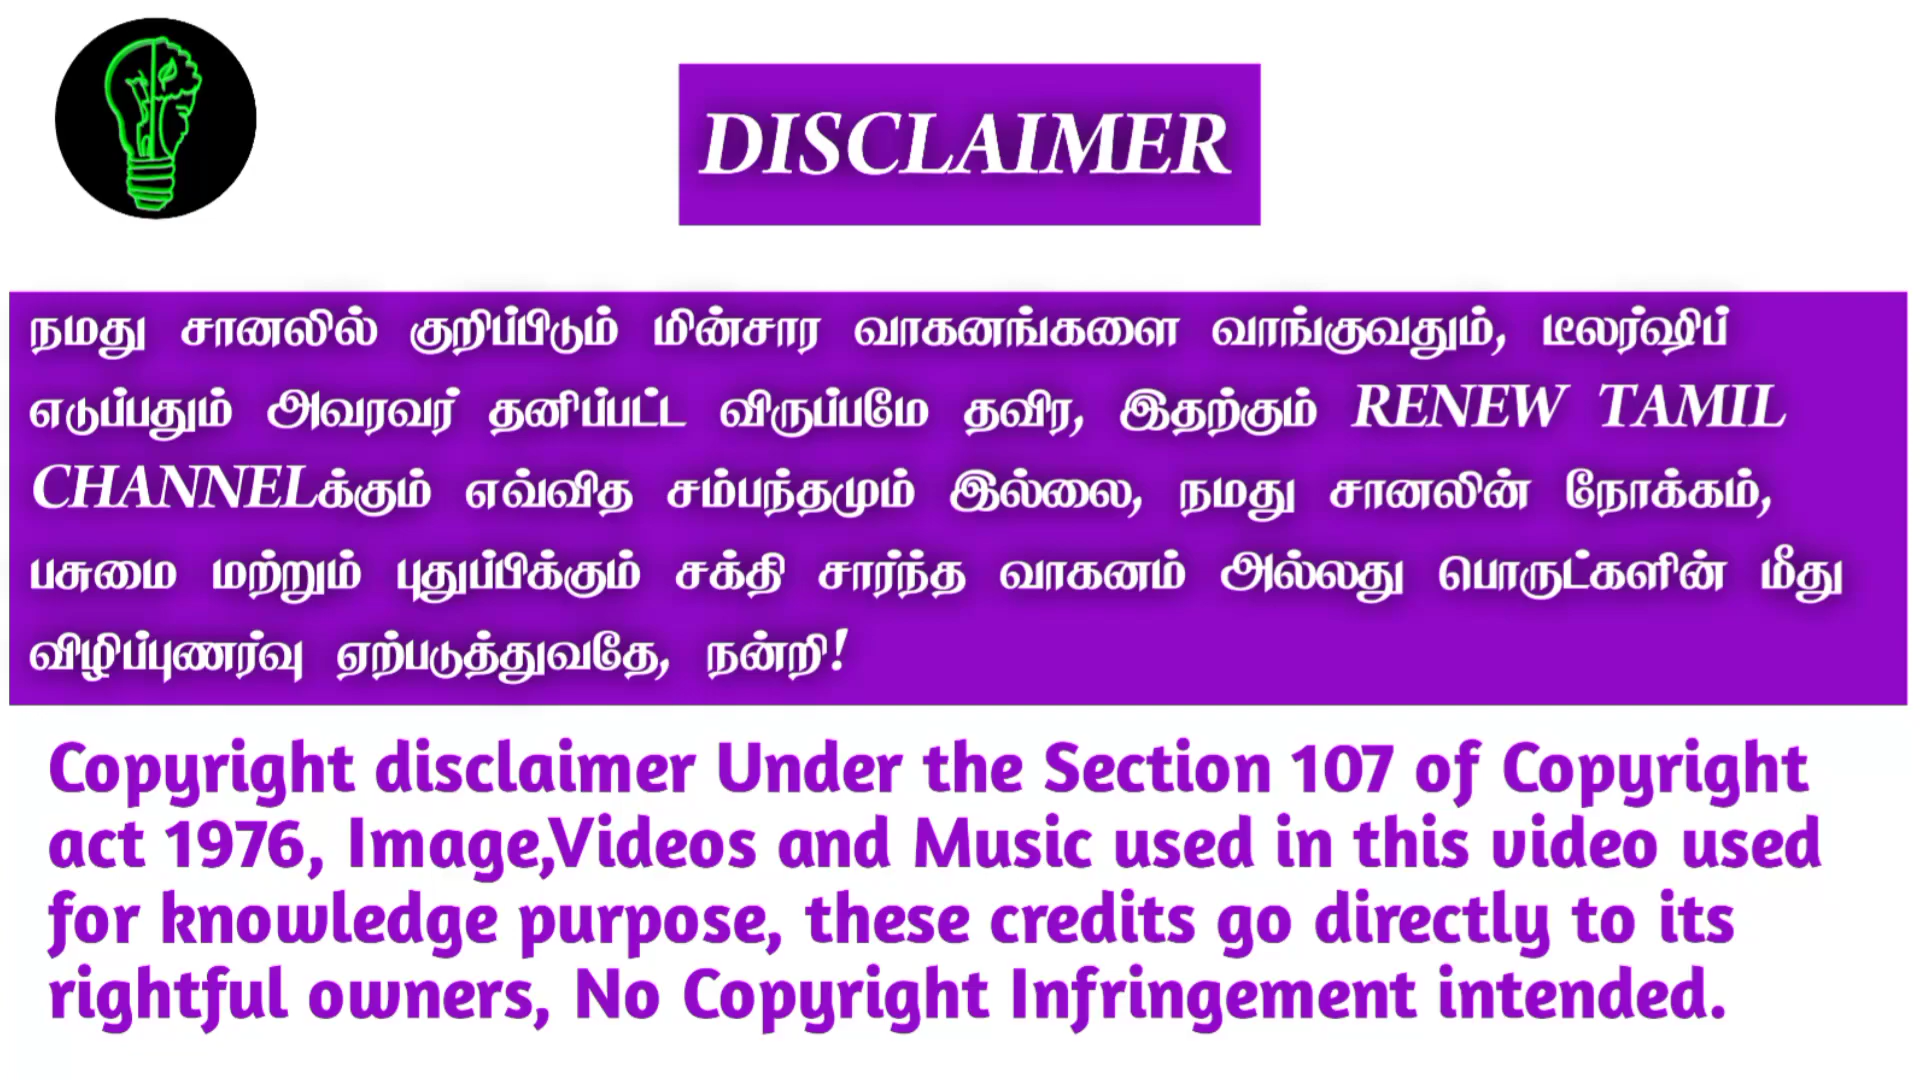 DISCLAIMER
நமது சானலில் குறிப்பிடும் மின்சார வாகனங்களை வாங்குவதும், டீலர்ஷிப்
எடுப்பதும் அவரவர் தனிப்பட்ட விருப்பமே தவிர, இதற்கும் RENEW TAMIL
CHANNELக்கும் எவ்வித சம்பந்தமும் இல்லை, நமது சானலின் நோக்கம்,
பசுமை மற்றும் புதுப்பிக்கும் சக்தி சார்ந்த வாகனம் அல்லது பொருட்களின் மீது
விழிப்புணர்வு ஏற்படுத்துவதே, நன்றி!
Copyright disclaimer Under the Section 107 of Copyright
act 1976, Image,Videos and Music used in this video used
for knowledge purpose, these credits go directly to its
rightful owners, No Copyright Infringement intended.